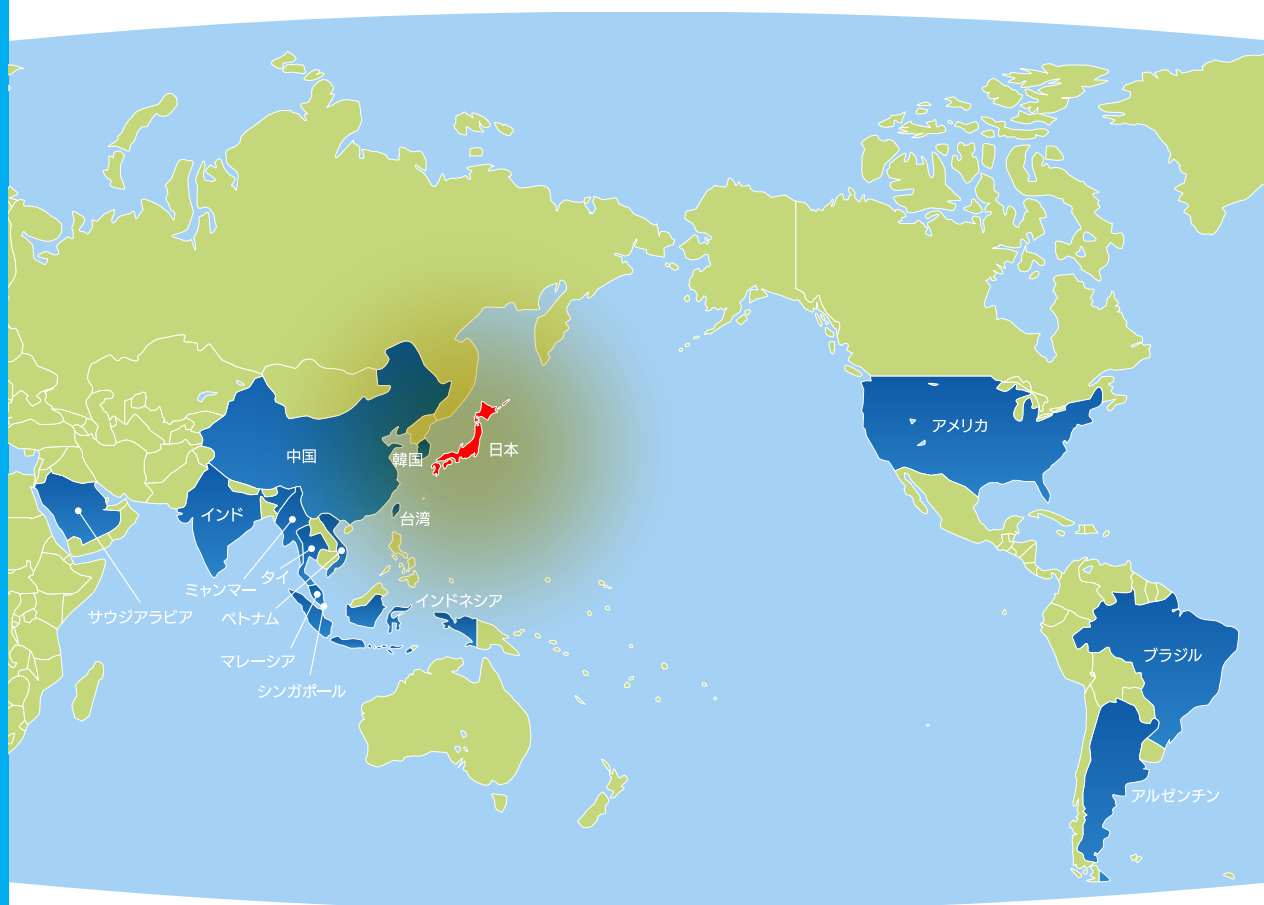 アメリカ
日本
中国
韓国
インド
台湾
タイ
ミャンマー
インドネシア
サウジアラビア
ベトナム
ブラジル
マレーシア
シンガポール
アルゼンチン